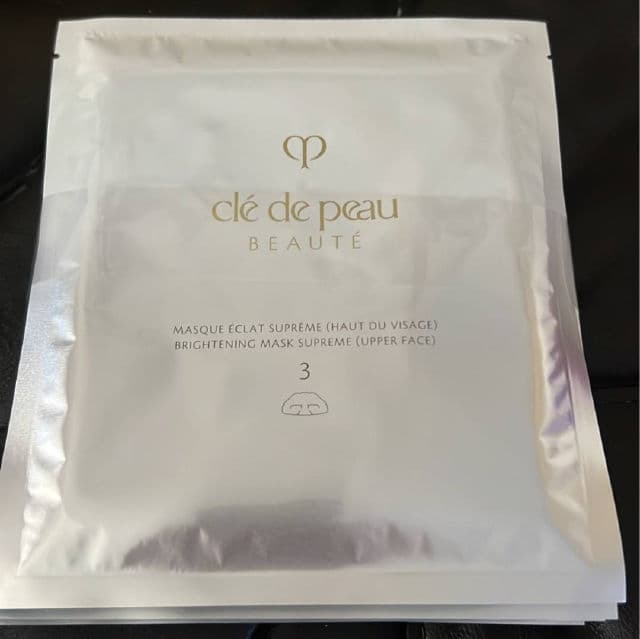 clé de peau
BEAUTÉ
MASQUE ÉCLAT SUPRÊME (HAUT DU VISAGE)
BRIGHTENING MASK SUPREME (UPPER FACE)
3